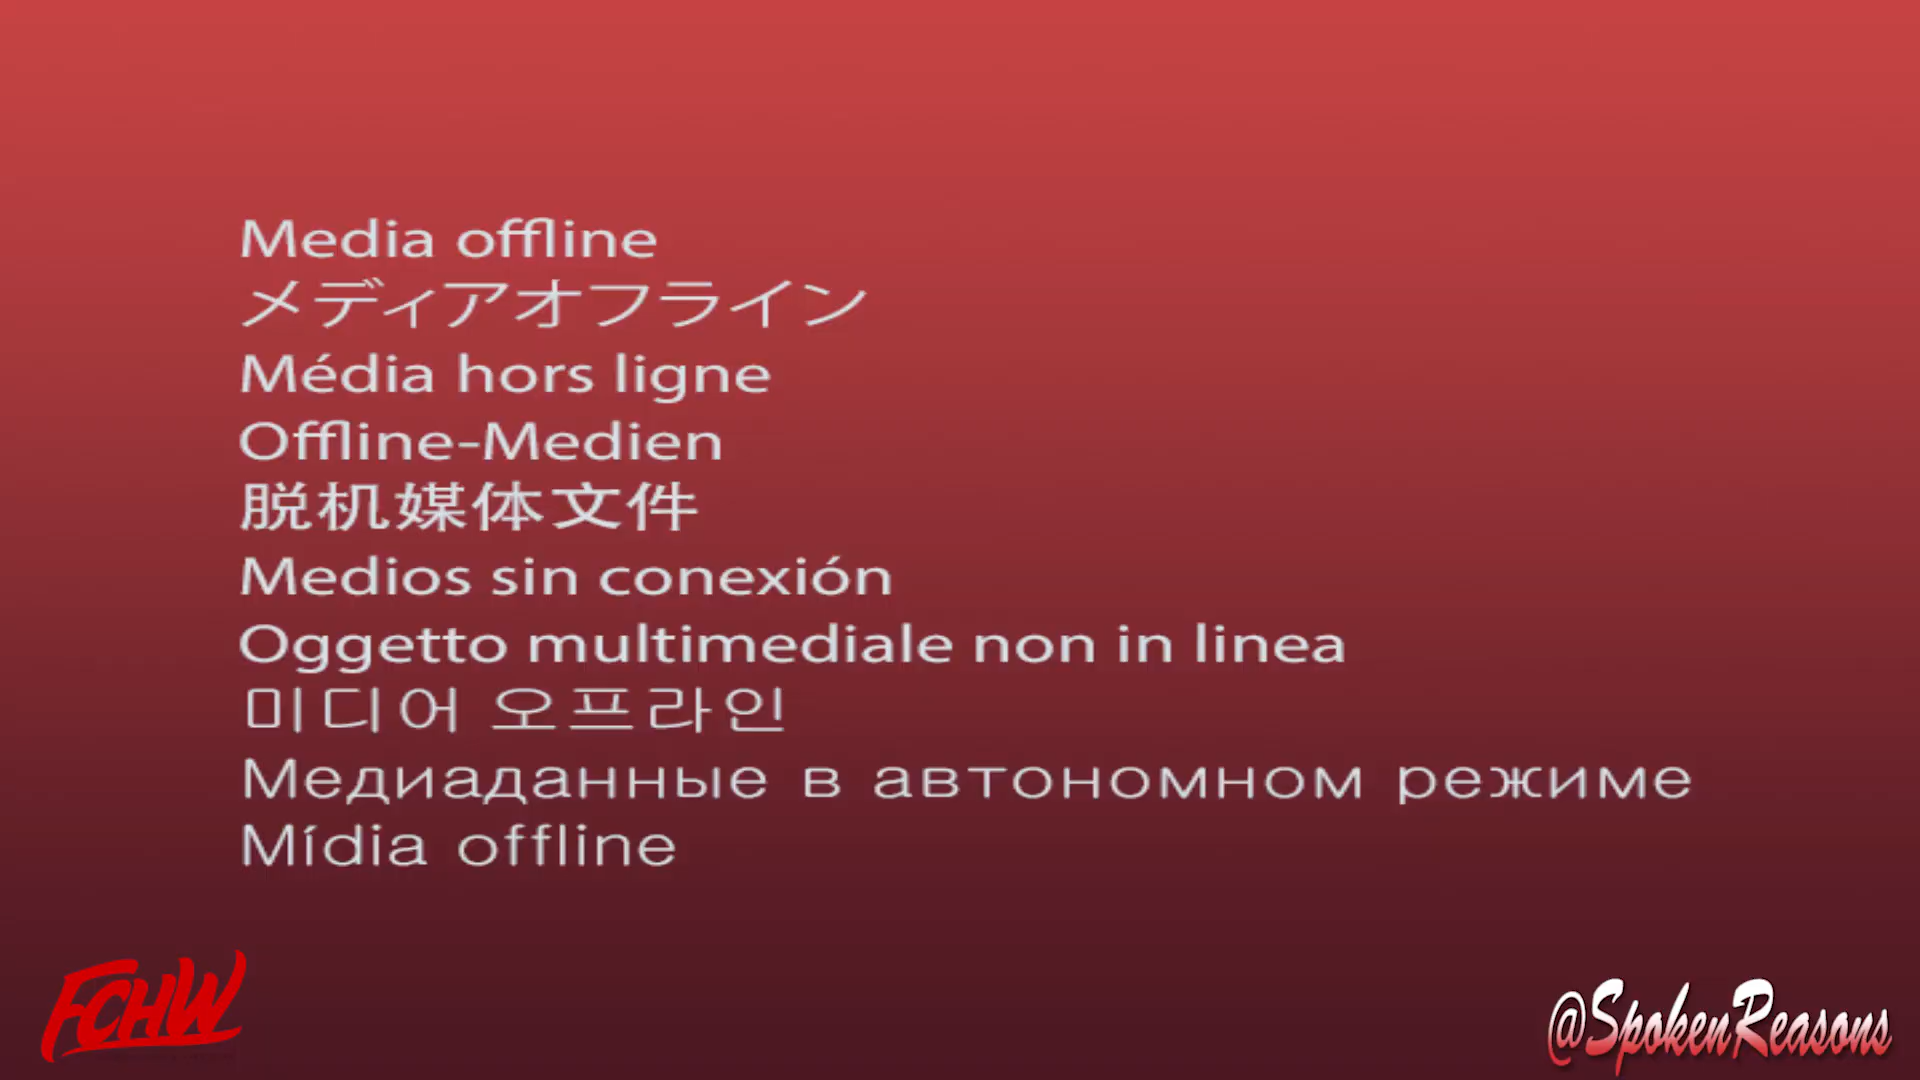 Media offline
メディアオフライン
Média hors ligne
Offline-Medien
脱机媒体文件
Medios sin conexión
Oggetto multimediale non in linea
미디어 오프라인
Медиаданные в автономном режиме
Mídia offline
FCHW
@SpokenReasons